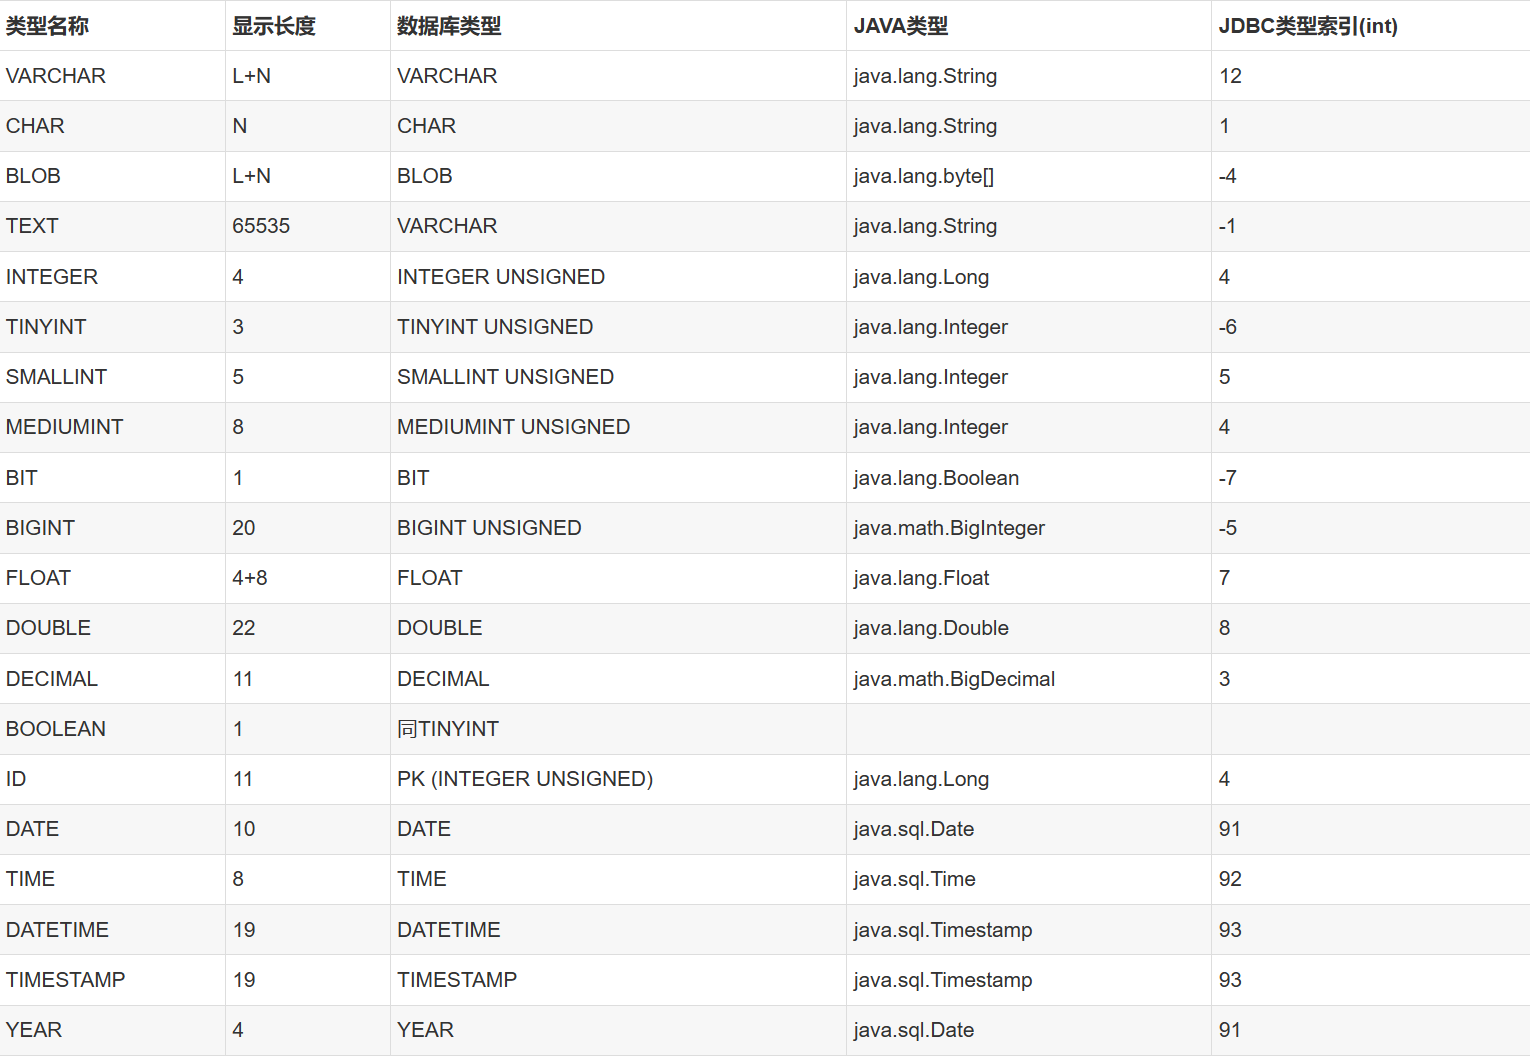 类型名称 显示长度 数据库类型 JAVA类型 JDBC类型索引(int)
VARCHAR L+N VARCHAR java.lang.String 12
CHAR N CHAR java.lang.String 1
BLOB L+N BLOB java.lang.byte[] -4
TEXT 65535 VARCHAR java.lang.String -1
INTEGER 4 INTEGER UNSIGNED java.lang.Long 4
TINYINT 3 TINYINT UNSIGNED java.lang.Integer -6
SMALLINT 5 SMALLINT UNSIGNED java.lang.Integer 5
MEDIUMINT 8 MEDIUMINT UNSIGNED java.lang.Integer 4
BIT 1 BIT java.lang.Boolean -7
BIGINT 20 BIGINT UNSIGNED java.math.BigInteger -5
FLOAT 4+8 FLOAT java.lang.Float 7
DOUBLE 22 DOUBLE java.lang.Double 8
DECIMAL 11 DECIMAL java.math.BigDecimal 3
BOOLEAN 1 同TINYINT
ID 11 PK (INTEGER UNSIGNED) java.lang.Long 4
DATE 10 DATE java.sql.Date 91
TIME 8 TIME java.sql.Time 92
DATETIME 19 DATETIME java.sql.Timestamp 93
TIMESTAMP 19 TIMESTAMP java.sql.Timestamp 93
YEAR 4 YEAR java.sql.Date 91